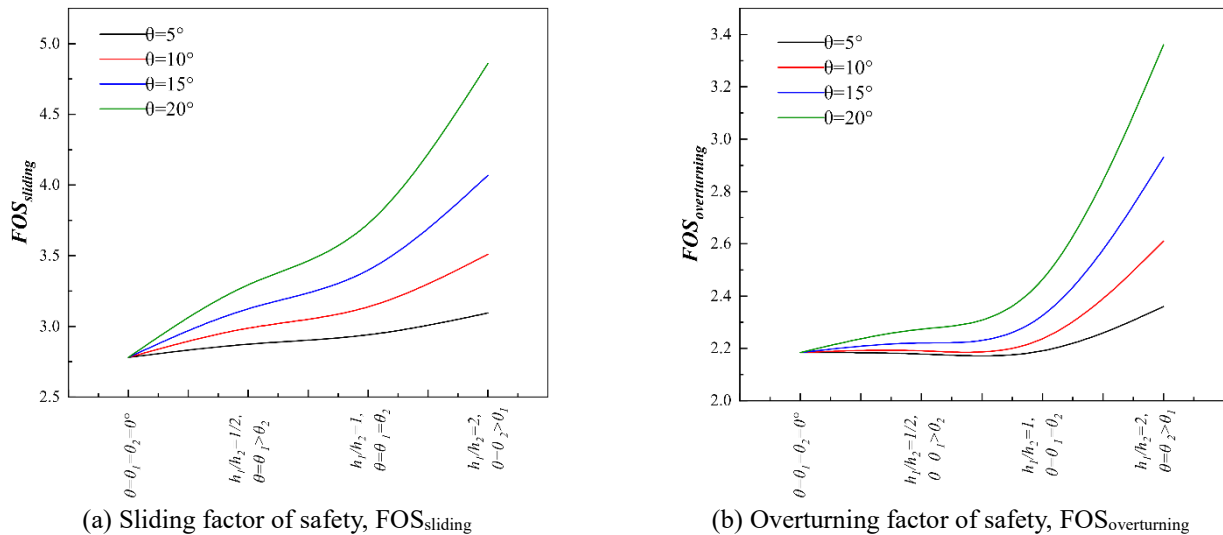 5.0
4.5
4.0
3.5
3.0
2.5
FOS_sliding
θ=5°
θ=10°
θ=15°
θ=20°
θ=θ₁=θ₂=0°
h₁/h₂=1/2,
θ=θ₁>θ₂
h₁/h₂=1,
θ=θ₁=θ₂
h₁/h₂=2,
θ=θ₂>θ₁
(a) Sliding factor of safety, FOS_sliding
3.4
3.2
3.0
2.8
2.6
2.4
2.2
2.0
FOS_overturning
θ=5°
θ=10°
θ=15°
θ=20°
θ=θ₁=θ₂=0°
h₁/h₂=1/2,
θ=θ₁>θ₂
h₁/h₂=1,
θ=θ₁=θ₂
h₁/h₂=2,
θ=θ₂>θ₁
(b) Overturning factor of safety, FOS_overturning